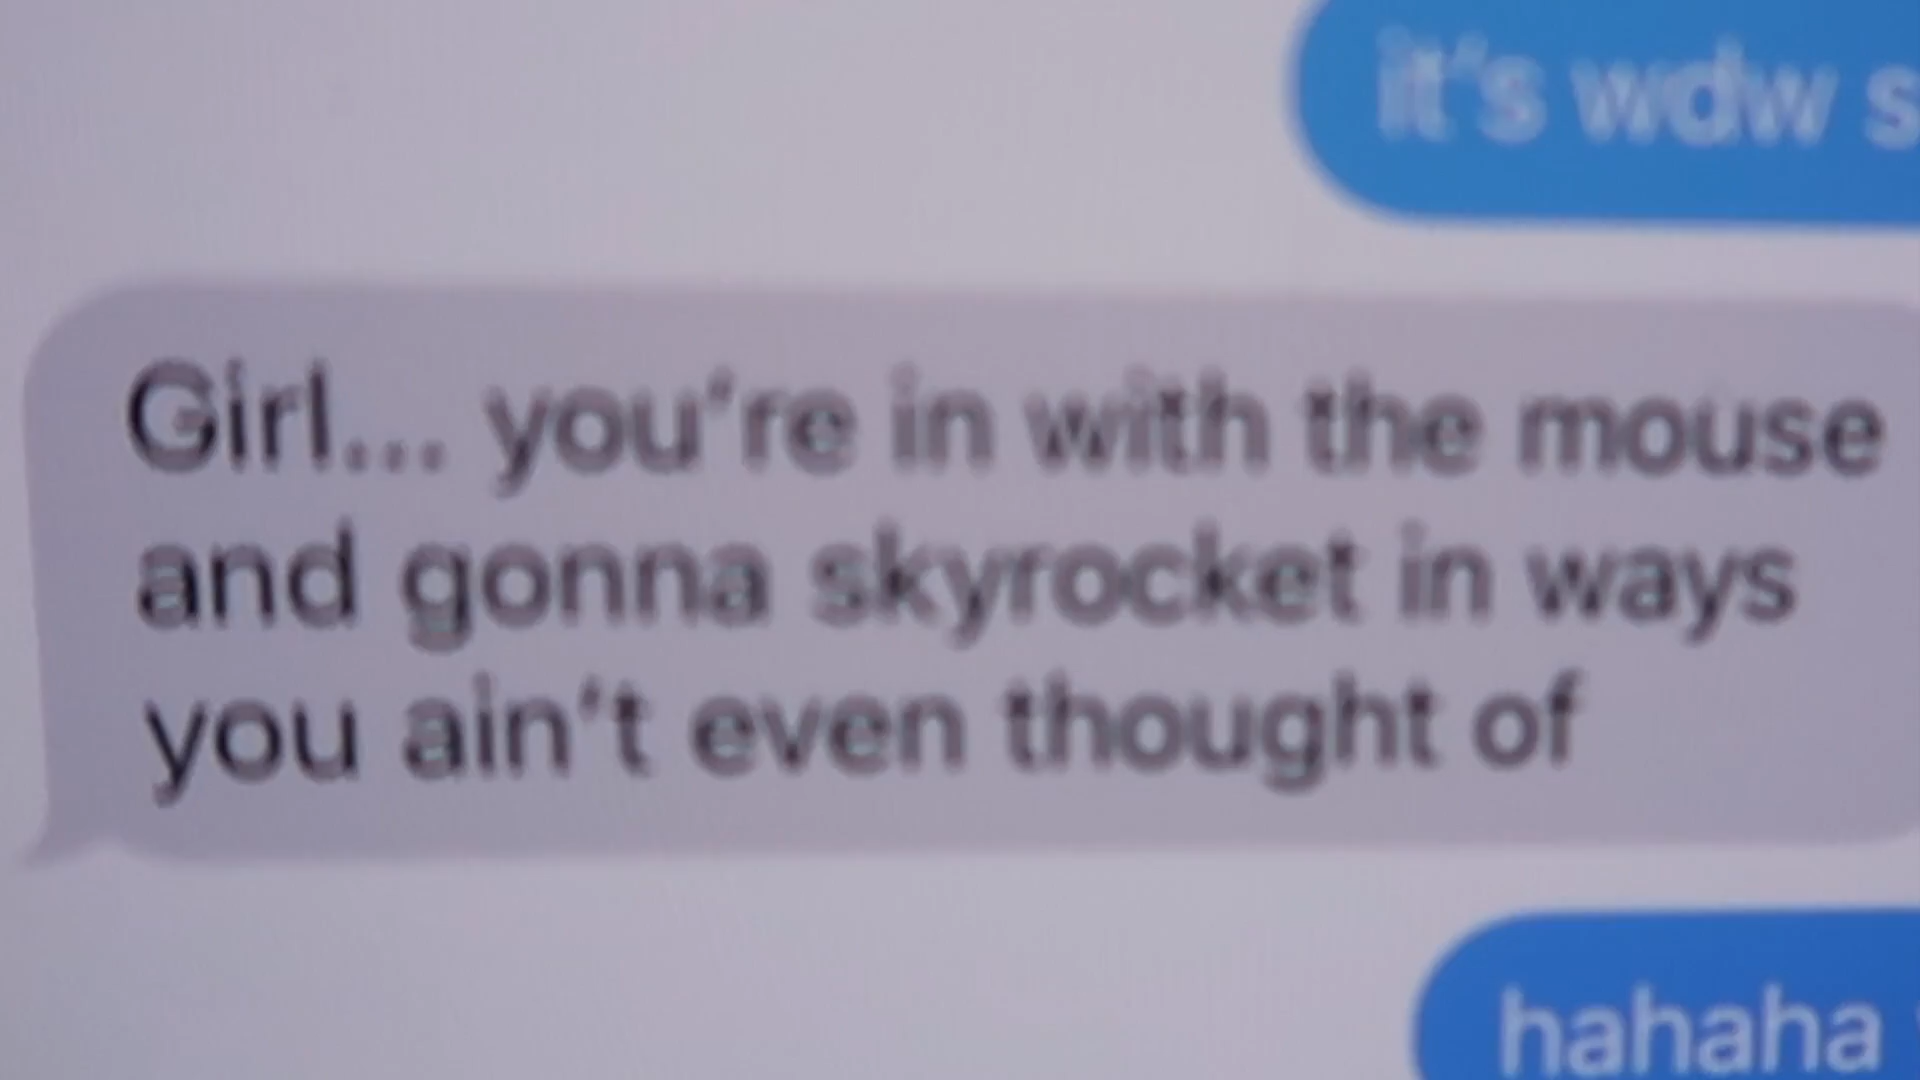 it's wdw s
Girl... you're in with the mouse
and gonna skyrocket in ways
you ain't even thought of
hahaha